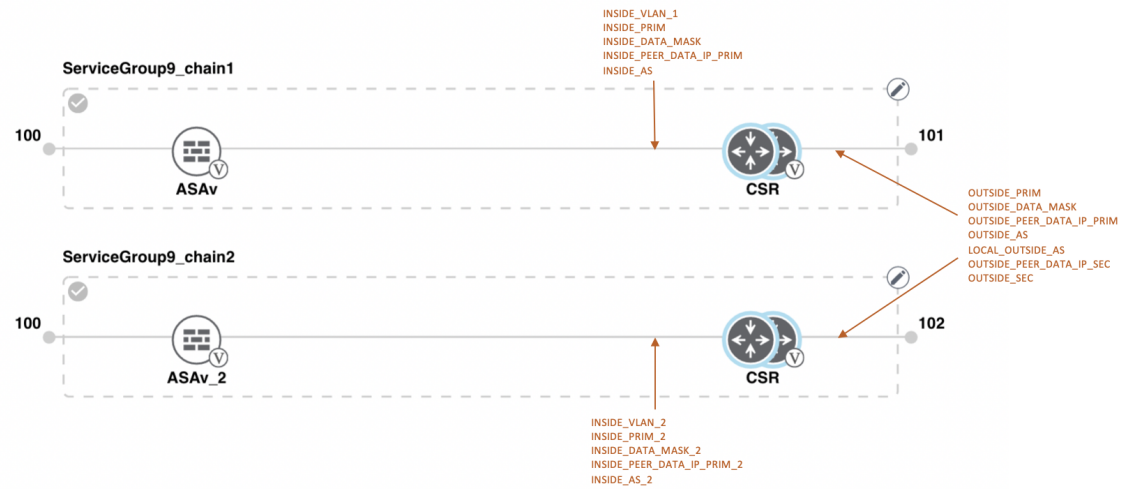 INSIDE_VLAN_1
INSIDE_PRIM
INSIDE_DATA_MASK
INSIDE_PEER_DATA_IP_PRIM
INSIDE_AS
ServiceGroup9_chain1
100
101
V
V
ASAv
CSR
OUTSIDE_PRIM
OUTSIDE_DATA_MASK
OUTSIDE_PEER_DATA_IP_PRIM
OUTSIDE_AS
LOCAL_OUTSIDE_AS
OUTSIDE_PEER_DATA_IP_SEC
OUTSIDE_SEC
ServiceGroup9_chain2
100
102
V
V
ASAv_2
CSR
INSIDE_VLAN_2
INSIDE_PRIM_2
INSIDE_DATA_MASK_2
INSIDE_PEER_DATA_IP_PRIM_2
INSIDE_AS_2